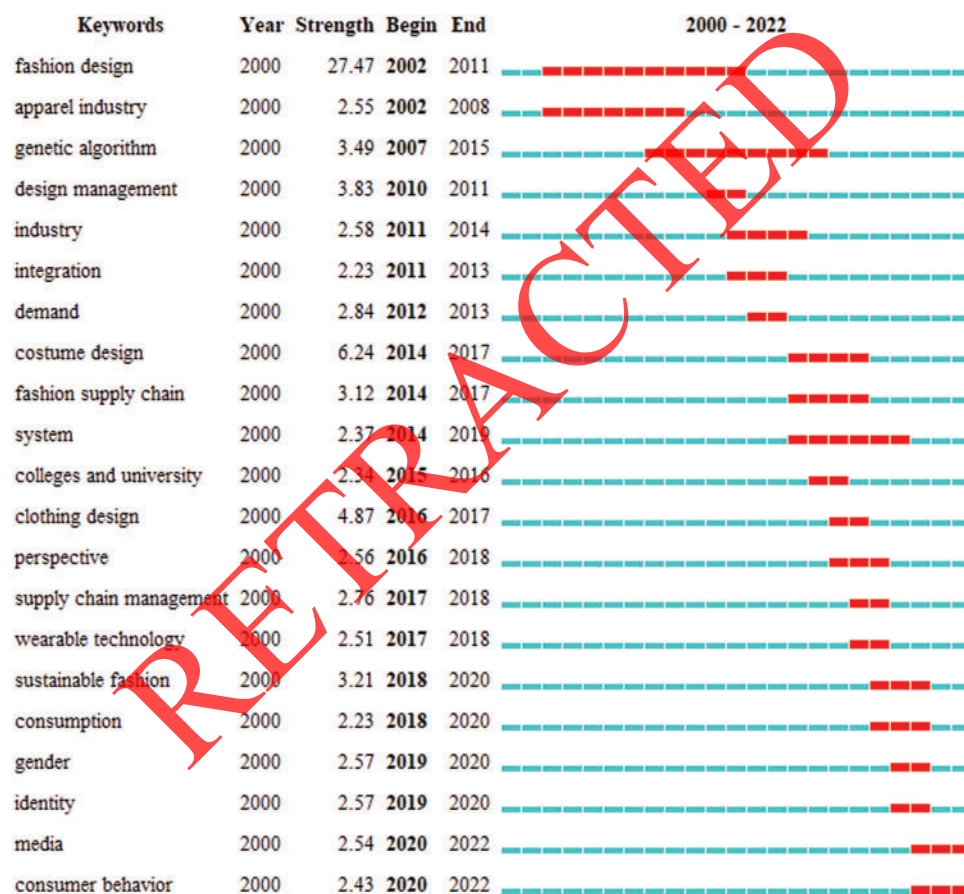 Keywords Year Strength Begin End 2000 - 2022
fashion design 2000 27.47 2002 2011
apparel industry 2000 2.55 2002 2008
genetic algorithm 2000 3.49 2007 2015
design management 2000 3.83 2010 2011
industry 2000 2.58 2011 2014
integration 2000 2.23 2011 2013
demand 2000 2.84 2012 2013
costume design 2000 6.24 2014 2017
fashion supply chain 2000 3.12 2014 2017
system 2000 2.37 2014 2019
colleges and university 2000 2.34 2015 2016
clothing design 2000 4.87 2016 2017
perspective 2000 2.56 2016 2018
supply chain management 2000 2.76 2017 2018
wearable technology 2000 2.51 2017 2018
sustainable fashion 2000 3.21 2018 2020
consumption 2000 2.23 2018 2020
gender 2000 2.57 2019 2020
identity 2000 2.57 2019 2020
media 2000 2.54 2020 2022
consumer behavior 2000 2.43 2020 2022
RETRACTED